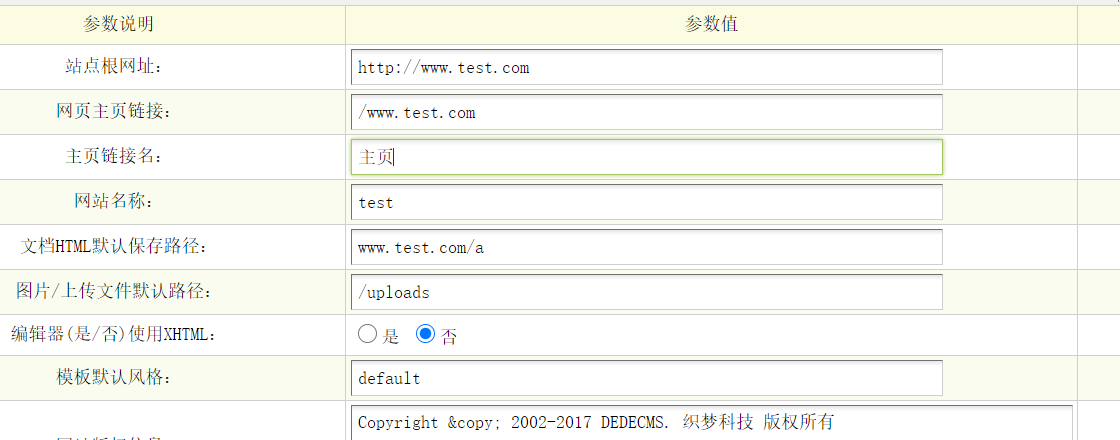 参数说明 参数值
站点根网址: http://www.test.com
网页主页链接: /www.test.com
主页链接名: 主页
网站名称: test
文档HTML默认保存路径: www.test.com/a
图片/上传文件默认路径: /uploads
编辑器(是/否)使用XHTML: 是 否
模板默认风格: default
Copyright &copy; 2002-2017 DEDECMS. 织梦科技 版权所有